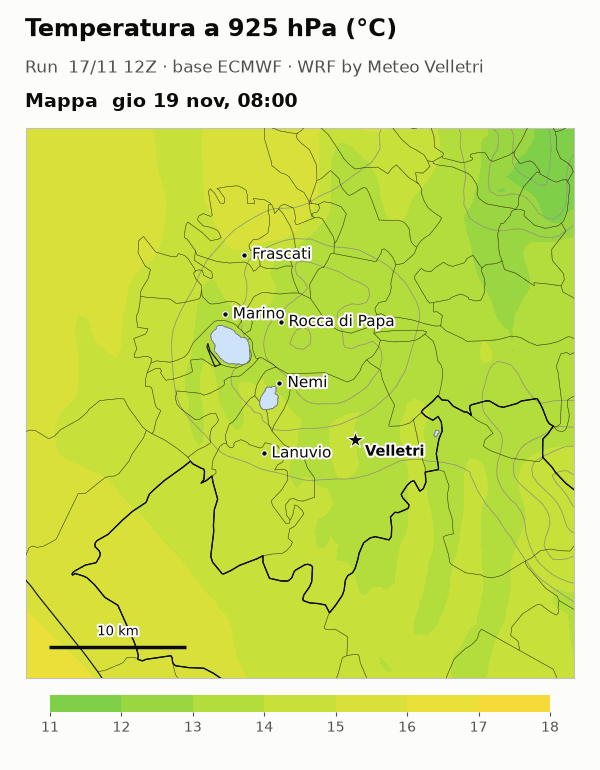 Temperatura a 925 hPa (°C)
Run  17/11 12Z · base ECMWF · WRF by Meteo Velletri
Mappa  gio 19 nov, 08:00
Frascati
Marino
Rocca di Papa
Nemi
Velletri
Lanuvio
10 km
11 12 13 14 15 16 17 18